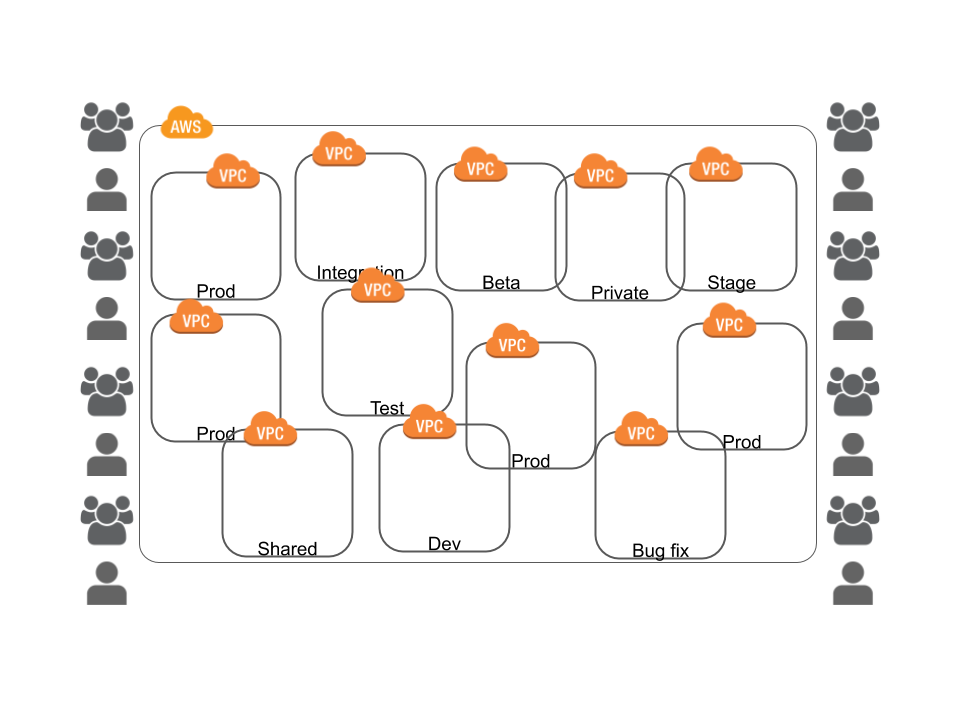 AWS
VPC
Prod
VPC
Integration
VPC
Beta
VPC
Private
VPC
Stage
VPC
Prod
VPC
Test
VPC
Prod
VPC
Prod
VPC
Shared
VPC
Dev
VPC
Bug fix